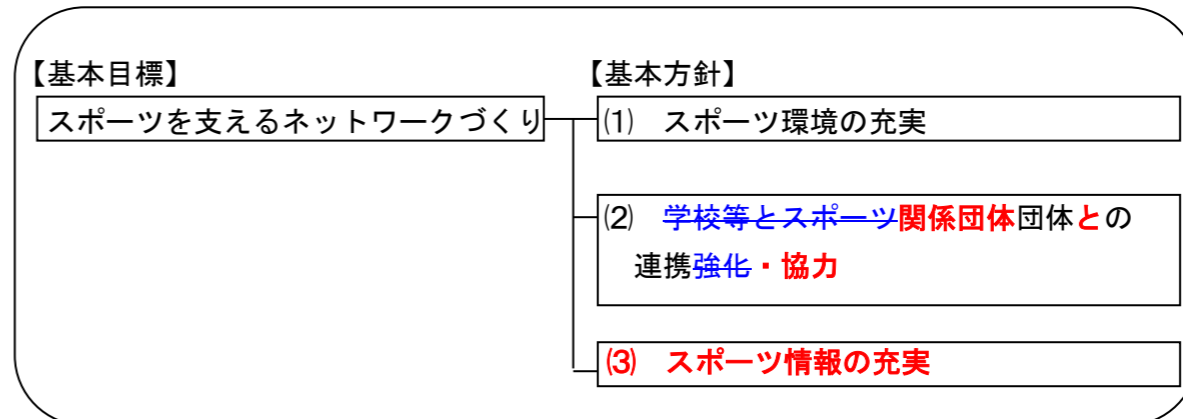 【基本目標】
【基本方針】
スポーツを支えるネットワークづくり
⑴ スポーツ環境の充実
⑵ 学校等とスポーツ関係団体団体との
連携強化・協力
⑶ スポーツ情報の充実